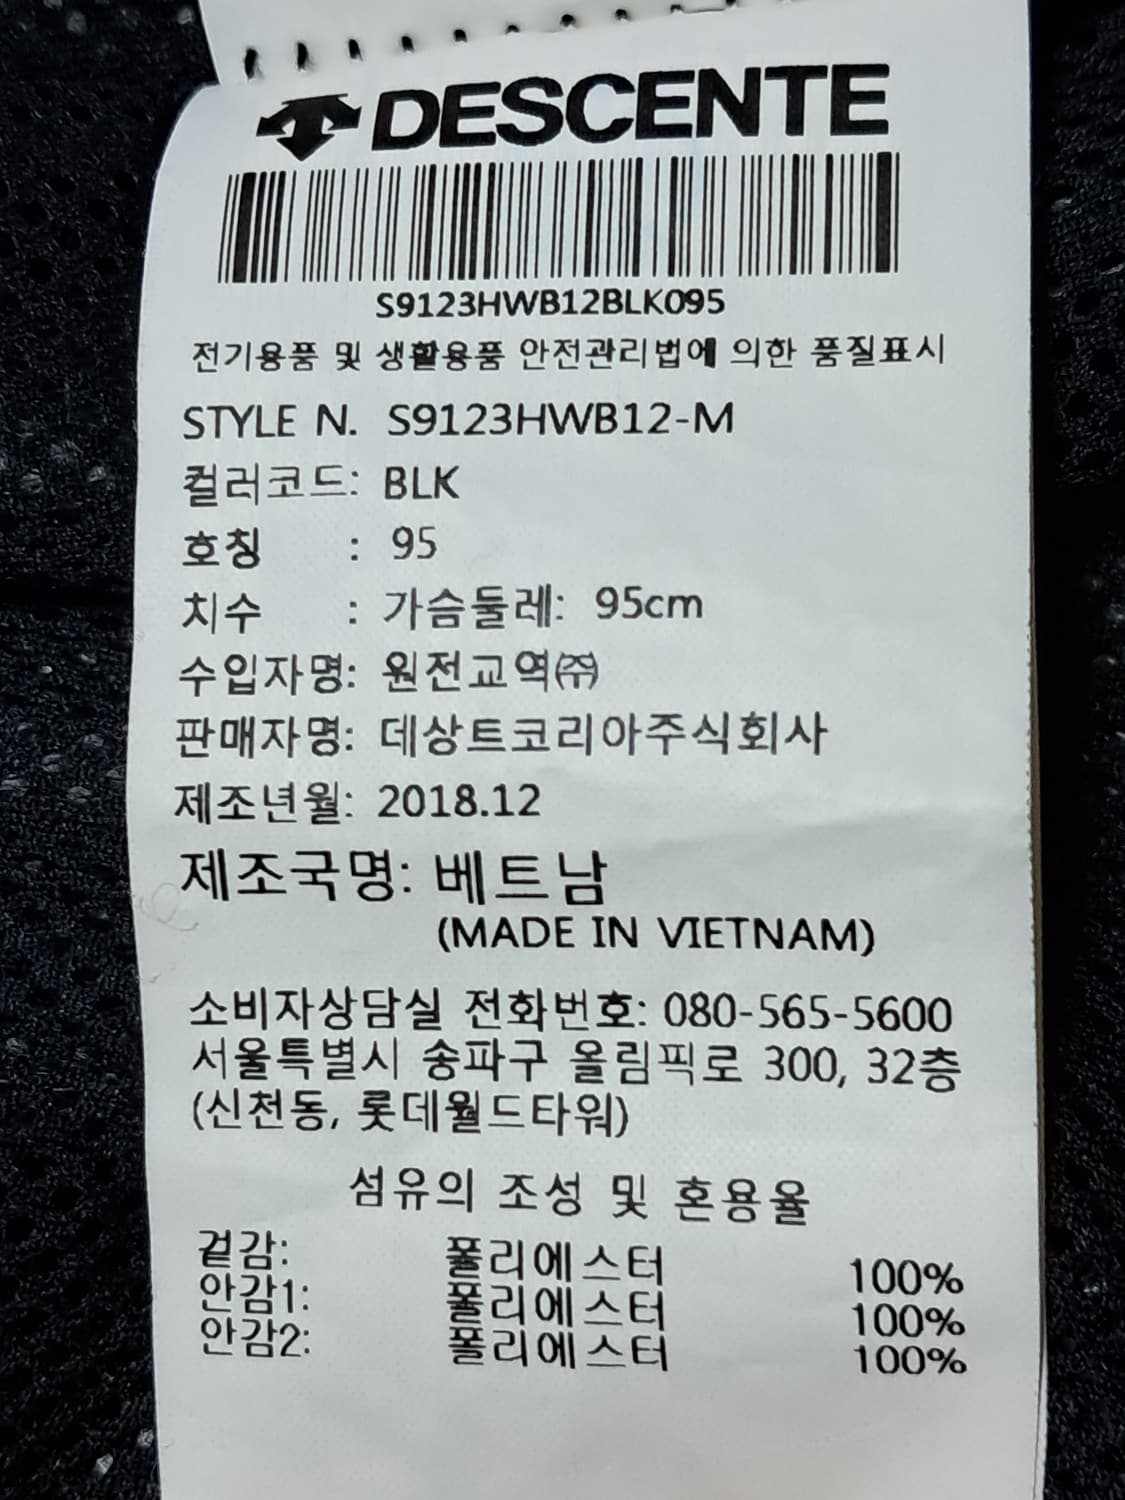 DESCENTE
S9123HWB12BLK095
전기용품 및 생활용품 안전관리법에 의한 품질표시
STYLE N. S9123HWB12-M
컬러코드: BLK
호칭 : 95
치수 : 가슴둘레: 95cm
수입자명: 원전교역㈜
판매자명: 데상트코리아주식회사
제조년월: 2018.12
제조국명: 베트남
(MADE IN VIETNAM)
소비자상담실 전화번호: 080-565-5600
서울특별시 송파구 올림픽로 300, 32층
(신천동, 롯데월드타워)
섬유의 조성 및 혼용율
겉감: 폴리에스터 100%
안감1: 폴리에스터 100%
안감2: 폴리에스터 100%